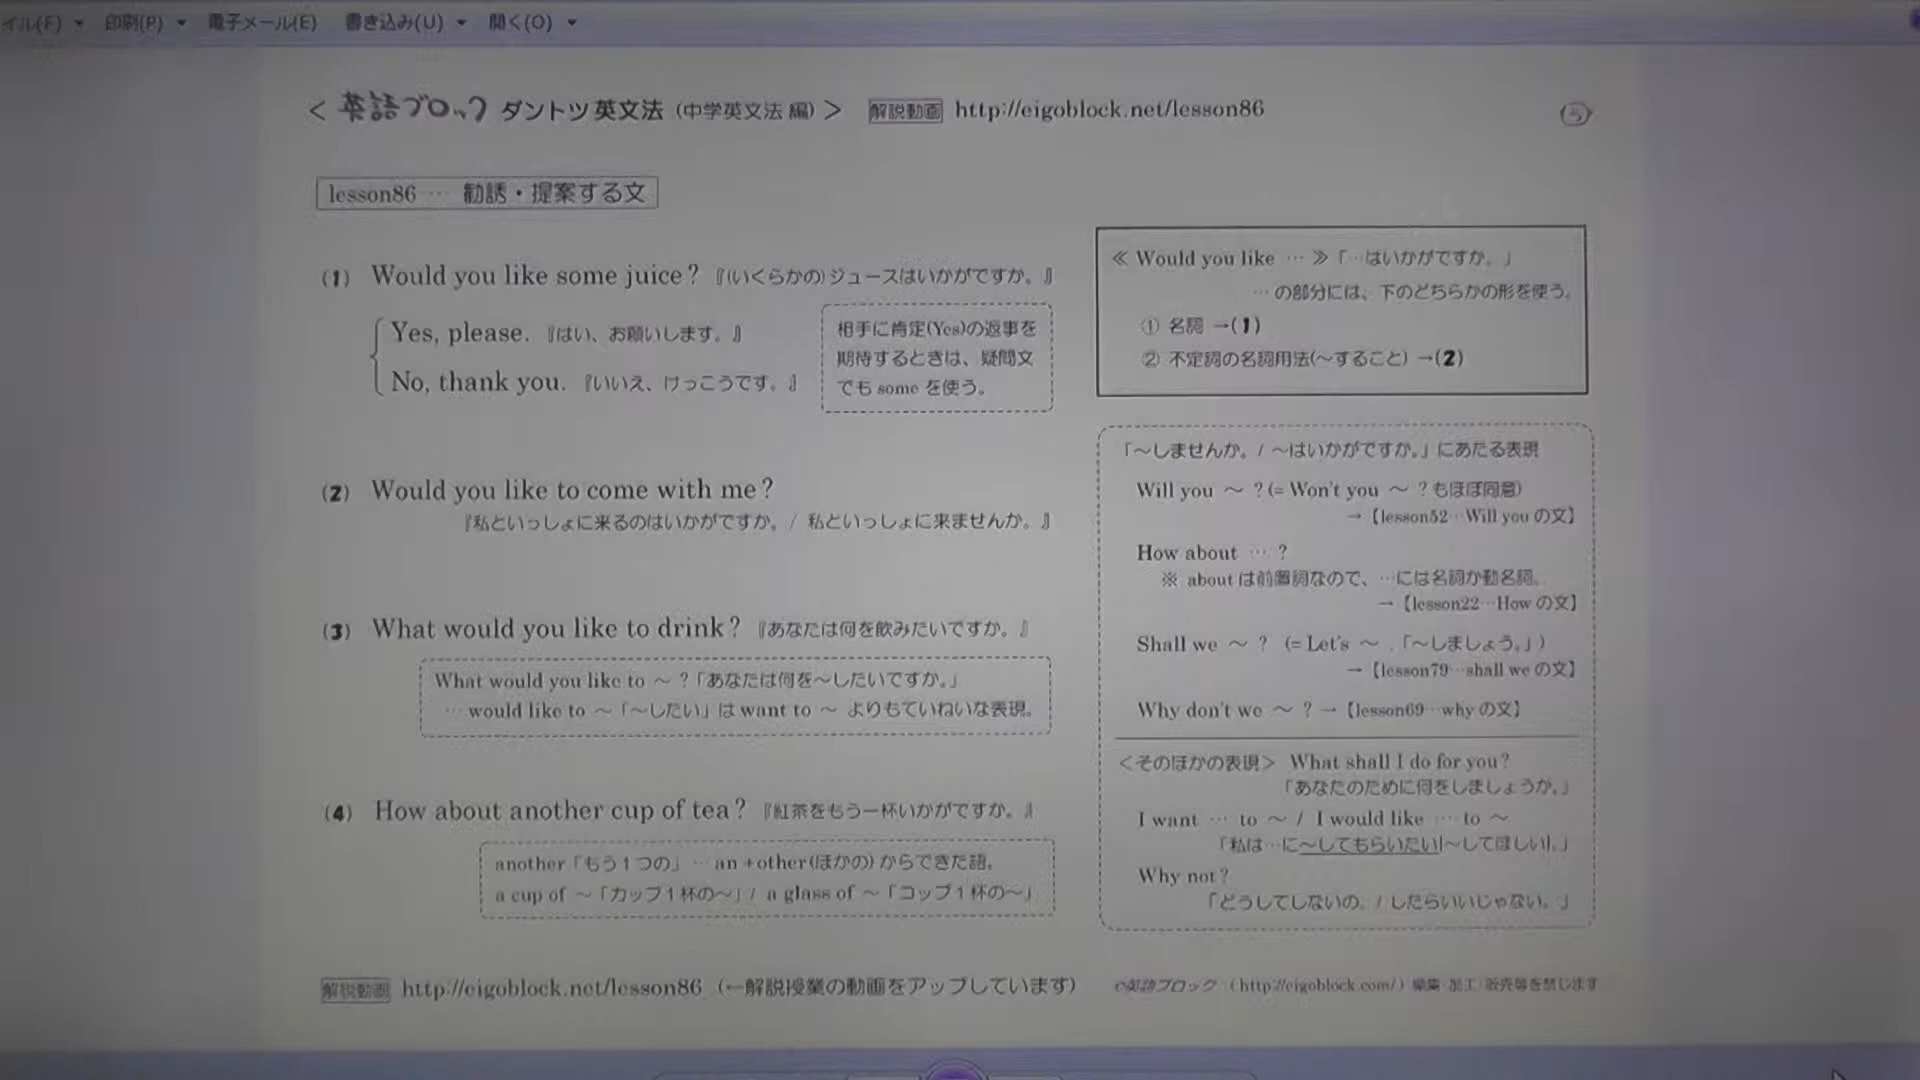 イル(F) 印刷(P) 電子メール(E) 書き込み(U) 開く(O)
< 英語ブロック ダントツ英文法 (中学英文法 編) > 解説動画 http://eigoblock.net/lesson86
lesson86 … 勧誘・提案する文
(1) Would you like some juice? 『(いくらかの)ジュースはいかがですか。』
Yes, please. 『はい、お願いします。』
No, thank you. 『いいえ、けっこうです。』
相手に肯定(Yes)の返事を
期待するときは、疑問文
でも some を使う。
(2) Would you like to come with me?
『私といっしょに来るのはいかがですか。/ 私といっしょに来ませんか。』
(3) What would you like to drink? 『あなたは何を飲みたいですか。』
What would you like to ～ ?「あなたは何を～したいですか。」
… would like to ～「～したい」は want to ～ よりもていねいな表現。
(4) How about another cup of tea? 『紅茶をもう一杯いかがですか。』
another「もう1つの」 … an +other(ほかの) からできた語。
a cup of ～「カップ1杯の～」/ a glass of ～「コップ1杯の～」
≪ Would you like … ≫「…はいかがですか。」
… の部分には、下のどちらかの形を使う。
① 名詞 →(1)
② 不定詞の名詞用法(～すること) →(2)
「～しませんか。/ ～はいかがですか。」にあたる表現
Will you ～ ?(= Won't you ～ ?もほぼ同意)
→【lesson52…Will you の文】
How about … ?
※ about は前置詞なので、…には名詞か動名詞。
→【lesson22…How の文】
Shall we ～ ? (= Let's ～ .「～しましょう。」)
→【lesson79…shall we の文】
Why don't we ～ ? →【lesson69…why の文】
<そのほかの表現> What shall I do for you?
「あなたのために何をしましょうか。」
I want … to ～ / I would like … to ～
「私は…に～してもらいたい[～してほしい]。」
Why not?
「どうしてしないの。/ したらいいじゃない。」
解説動画 http://eigoblock.net/lesson86 (←解説授業の動画をアップしています)
©英語ブロック (http://eigoblock.com/) 編集・加工・販売等を禁じます